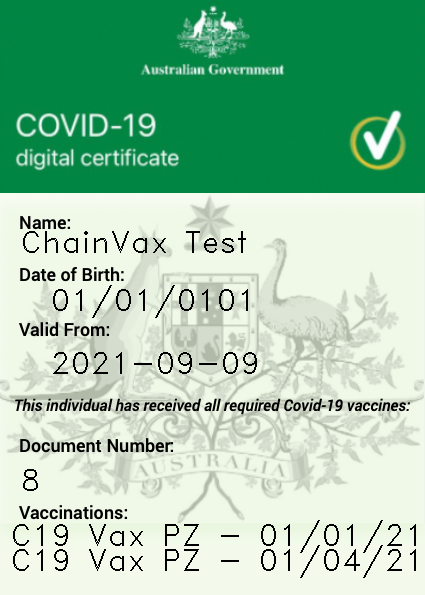 Australian Government
COVID-19
digital certificate
Name:
ChainVax Test
Date of Birth:
01/01/0101
Valid From:
2021-09-09
This individual has received all required Covid-19 vaccines:
Document Number:
8
AUSTRALIA
Vaccinations:
C19 Vax PZ - 01/01/21
C19 Vax PZ - 01/04/21